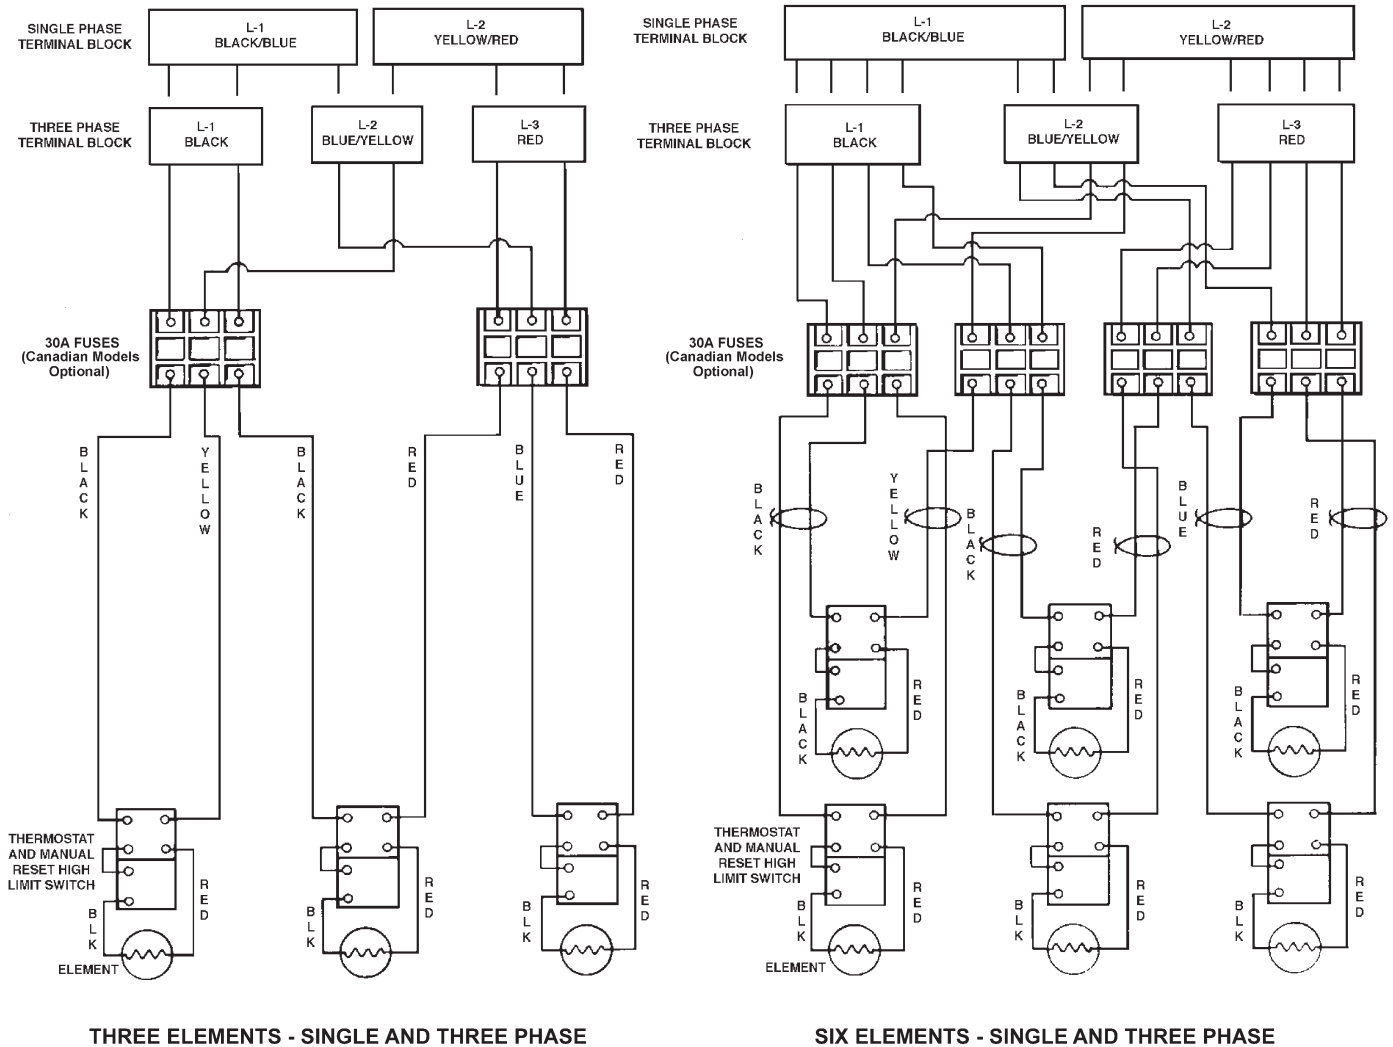 SINGLE PHASE
TERMINAL BLOCK
L-1
BLACK/BLUE
L-2
YELLOW/RED
THREE PHASE
TERMINAL BLOCK
L-1
BLACK
L-2
BLUE/YELLOW
L-3
RED
30A FUSES
(Canadian Models
Optional)
BLACK
YELLOW
BLACK
RED
BLUE
RED
THERMOSTAT
AND MANUAL
RESET HIGH
LIMIT SWITCH
BLK
RED
BLK
RED
BLK
RED
ELEMENT
THREE ELEMENTS - SINGLE AND THREE PHASE
SINGLE PHASE
TERMINAL BLOCK
L-1
BLACK/BLUE
L-2
YELLOW/RED
THREE PHASE
TERMINAL BLOCK
L-1
BLACK
L-2
BLUE/YELLOW
L-3
RED
30A FUSES
(Canadian Models
Optional)
BLACK
YELLOW
BLACK
RED
BLUE
RED
BLACK
RED
BLACK
RED
BLACK
RED
THERMOSTAT
AND MANUAL
RESET HIGH
LIMIT SWITCH
BLK
RED
BLK
RED
BLK
RED
ELEMENT
SIX ELEMENTS - SINGLE AND THREE PHASE